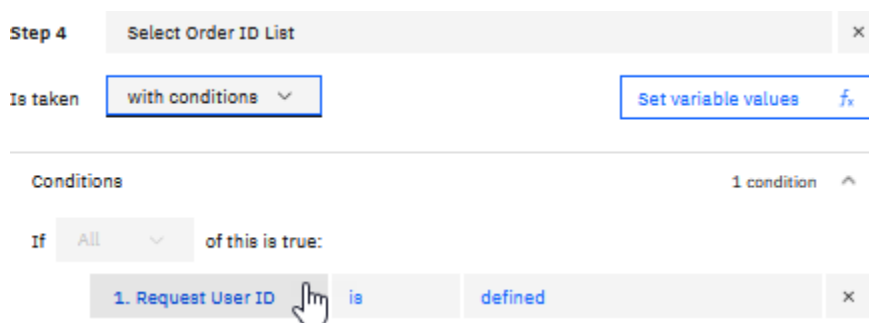 Step 4 Select Order ID List ×
Is taken with conditions Set variable values fx
Conditions 1 condition
If All of this is true:
1. Request User ID is defined ×